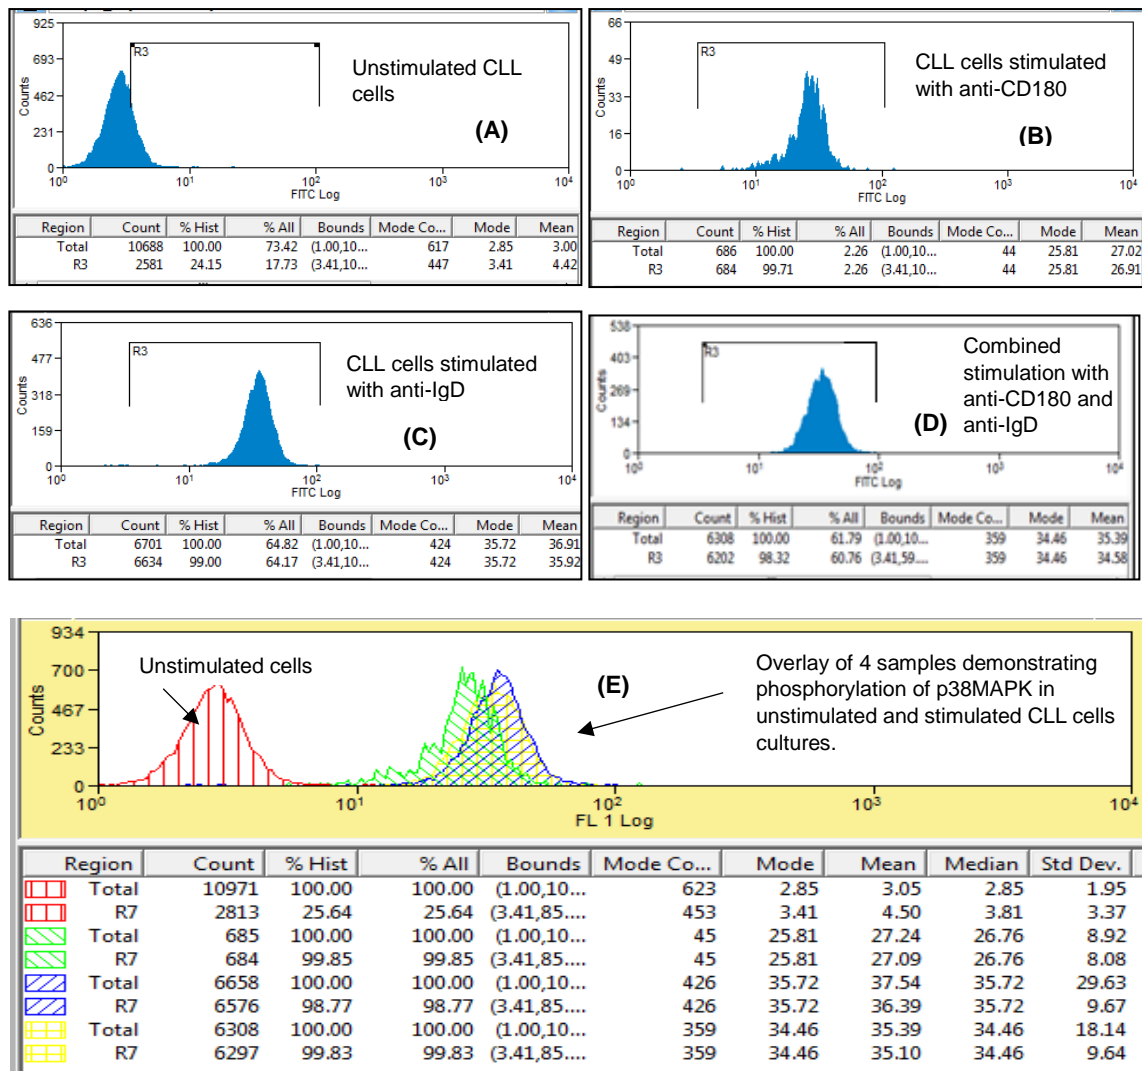 925
693
462
231
0
Counts
R3
Unstimulated CLL
cells
(A)
10⁰ 10¹ 10² 10³ 10⁴
FITC Log
Region Count % Hist % All Bounds Mode Co... Mode Mean
Total 10688 100.00 73.42 (1.00,10... 617 2.85 3.00
R3 2581 24.15 17.73 (3.41,10... 447 3.41 4.42
66
49
33
16
0
Counts
R3
CLL cells stimulated
with anti-CD180
(B)
10⁰ 10¹ 10² 10³ 10⁴
FITC Log
Region Count % Hist % All Bounds Mode Co... Mode Mean
Total 686 100.00 2.26 (1.00,10... 44 25.81 27.02
R3 684 99.71 2.26 (3.41,10... 44 25.81 26.91
636
477
318
159
0
Counts
R3
CLL cells stimulated
with anti-IgD
(C)
10⁰ 10¹ 10² 10³ 10⁴
FITC Log
Region Count % Hist % All Bounds Mode Co... Mode Mean
Total 6701 100.00 64.82 (1.00,10... 424 35.72 36.91
R3 6634 99.00 64.17 (3.41,10... 424 35.72 35.92
538
403
269
134
0
Counts
R3
Combined
stimulation with
anti-CD180 and
anti-IgD
(D)
10⁰ 10¹ 10² 10³ 10⁴
FITC Log
Region Count % Hist % All Bounds Mode Co... Mode Mean
Total 6308 100.00 61.79 (1.00,10... 359 34.46 35.39
R3 6202 98.32 60.76 (3.41,59.... 359 34.46 34.58
934
700
467
233
0
Counts
Unstimulated cells
(E)
Overlay of 4 samples demonstrating
phosphorylation of p38MAPK in
unstimulated and stimulated CLL cells
cultures.
10⁰ 10¹ 10² 10³ 10⁴
FL 1 Log
Region Count % Hist % All Bounds Mode Co... Mode Mean Median Std Dev.
Total 10971 100.00 100.00 (1.00,10... 623 2.85 3.05 2.85 1.95
R7 2813 25.64 25.64 (3.41,85.... 453 3.41 4.50 3.81 3.37
Total 685 100.00 100.00 (1.00,10... 45 25.81 27.24 26.76 8.92
R7 684 99.85 99.85 (3.41,85.... 45 25.81 27.09 26.76 8.08
Total 6658 100.00 100.00 (1.00,10... 426 35.72 37.54 35.72 29.63
R7 6576 98.77 98.77 (3.41,85.... 426 35.72 36.39 35.72 9.67
Total 6308 100.00 100.00 (1.00,10... 359 34.46 35.39 34.46 18.14
R7 6297 99.83 99.83 (3.41,85.... 359 34.46 35.10 34.46 9.64